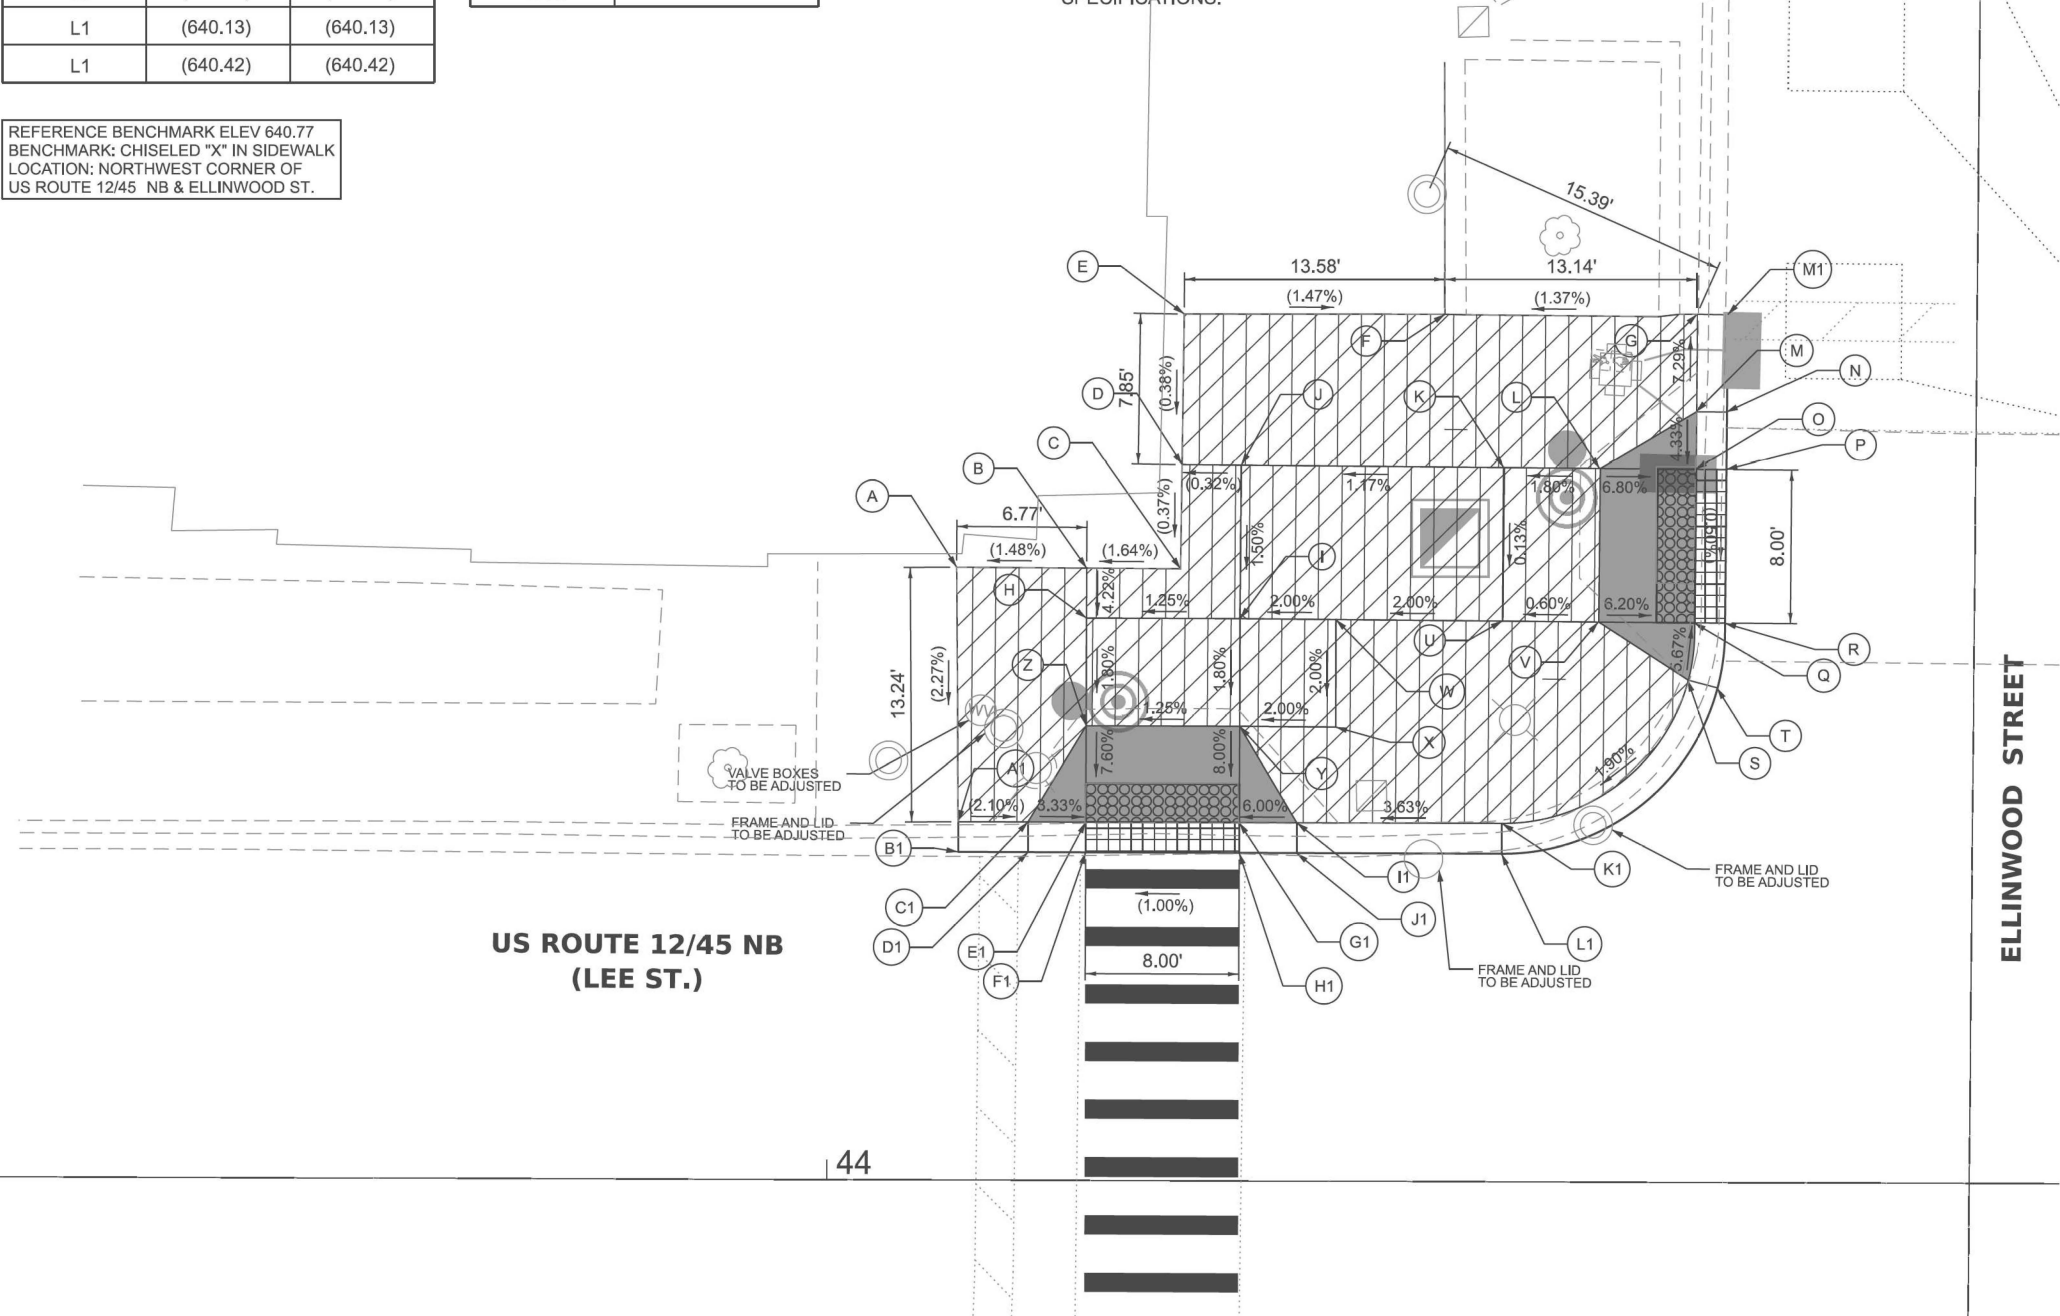 SPECIFICATIONS.
L1 (640.13) (640.13)
L1 (640.42) (640.42)
REFERENCE BENCHMARK ELEV 640.77
BENCHMARK: CHISELED "X" IN SIDEWALK
LOCATION: NORTHWEST CORNER OF
US ROUTE 12/45 NB & ELLINWOOD ST.
15.39'
E
13.58'
13.14'
M1
(1.47%)
(1.37%)
F
G
7.29%
M
N
D
7.85'
(0.38%)
J
K
L
O
P
C
B
A
4.33%
(0.32%)
1.17%
1.80%
6.80%
6.77'
(0.37%)
1.50%
0.13%
(0.50%)
8.00'
(1.48%)
(1.64%)
I
H
4.22%
1.25%
2.00%
2.00%
0.60%
6.20%
U
V
5.67%
R
Q
Z
1.80%
1.80%
2.00%
W
(2.27%)
13.24'
1.25%
2.00%
X
T
S
1.90%
7.60%
8.00%
Y
A1
VALVE BOXES
TO BE ADJUSTED
(2.10%)
3.33%
6.00%
3.63%
FRAME AND LID
TO BE ADJUSTED
B1
I1
K1
FRAME AND LID
TO BE ADJUSTED
C1
(1.00%)
J1
D1
E1
G1
L1
8.00'
F1
H1
FRAME AND LID
TO BE ADJUSTED
US ROUTE 12/45 NB
(LEE ST.)
ELLINWOOD STREET
44